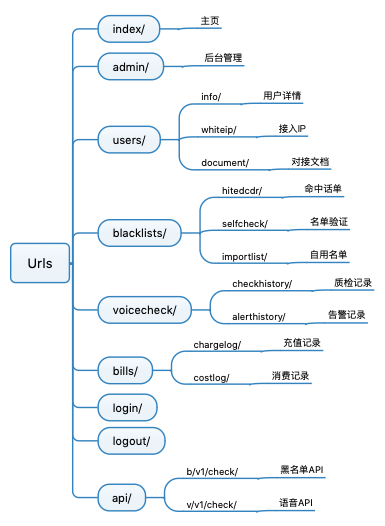 Urls
index/ 主页
admin/ 后台管理
users/
info/ 用户详情
whiteip/ 接入IP
document/ 对接文档
blacklists/
hitedcdr/ 命中话单
selfcheck/ 名单验证
importlist/ 自用名单
voicecheck/
checkhistory/ 质检记录
alerthistory/ 告警记录
bills/
chargelog/ 充值记录
costlog/ 消费记录
login/
logout/
api/
b/v1/check/ 黑名单API
v/v1/check/ 语音API